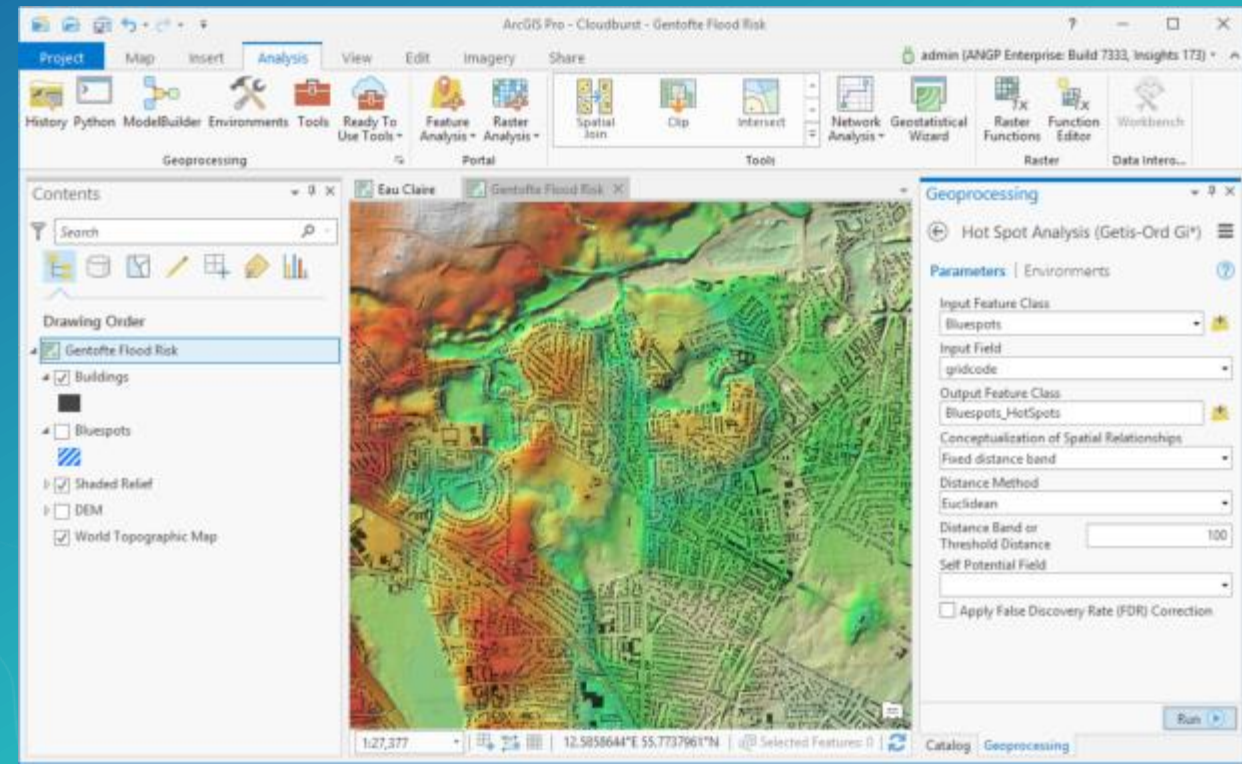 ArcGIS Pro - Cloudburst - Gentofte Flood Risk
Project Map Insert Analysis View Edit Imagery Share
admin (ANGP Enterprise: Build 7333, Insights 173)
History Python ModelBuilder Environments Tools Ready To Use Tools Feature Analysis Raster Analysis Spatial Join Clip Intersect Network Analysis Geostatistical Wizard Raster Functions Function Editor Workbench
Geoprocessing Portal Tools Raster Data Intero...
Contents
Search
Drawing Order
Gentofte Flood Risk
Buildings
Bluespots
Shaded Relief
DEM
World Topographic Map
Eau Claire Gentofte Flood Risk
1:27,377 12.5858644°E 55.7737961°N Selected Features: 0
Geoprocessing
Hot Spot Analysis (Getis-Ord Gi*)
Parameters | Environments
Input Feature Class
Bluespots
Input Field
gridcode
Output Feature Class
Bluespots_HotSpots
Conceptualization of Spatial Relationships
Fixed distance band
Distance Method
Euclidean
Distance Band or
Threshold Distance 100
Self Potential Field
Apply False Discovery Rate (FDR) Correction
Run
Catalog Geoprocessing